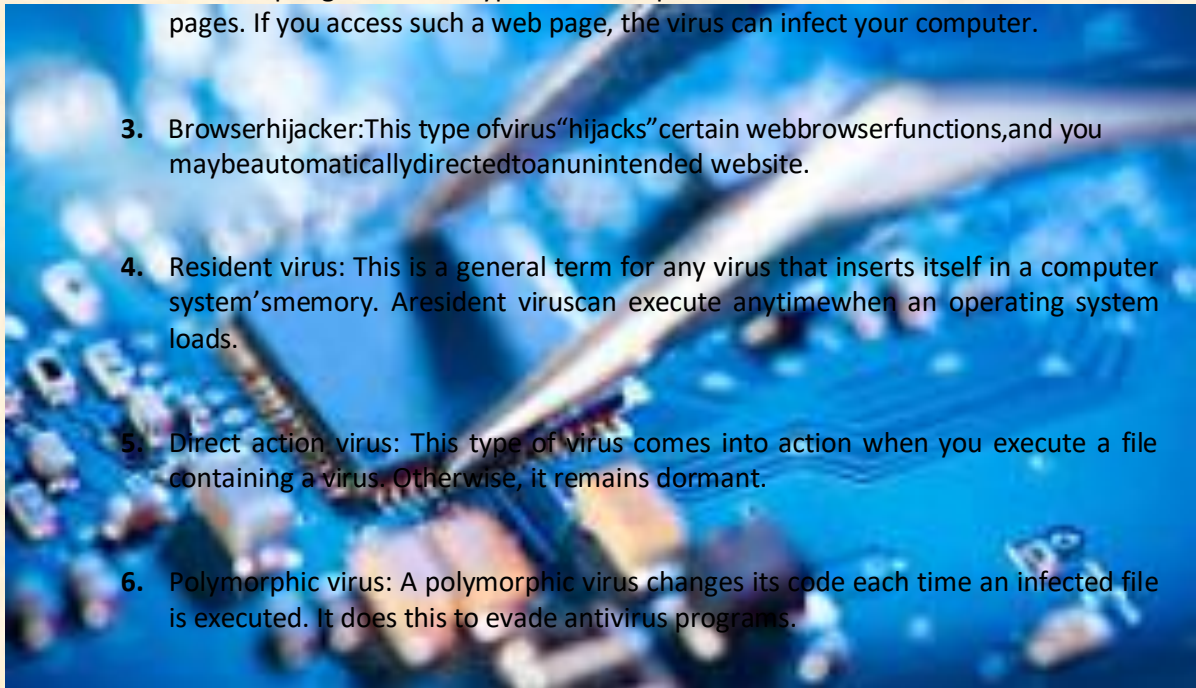 pages. If you access such a web page, the virus can infect your computer.
3. Browserhijacker:This type ofvirus“hijacks”certain webbrowserfunctions,and you
maybeautomaticallydirectedtoanunintended website.
4. Resident virus: This is a general term for any virus that inserts itself in a computer
system’smemory. Aresident viruscan execute anytimewhen an operating system
loads.
5. Direct action virus: This type of virus comes into action when you execute a file
containing a virus. Otherwise, it remains dormant.
6. Polymorphic virus: A polymorphic virus changes its code each time an infected file
is executed. It does this to evade antivirus programs.